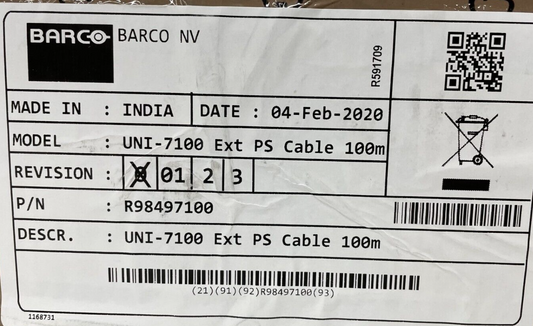 BARCO BARCO NV
R591709
MADE IN : INDIA DATE : 04-Feb-2020
MODEL : UNI-7100 Ext PS Cable 100m
REVISION : 0 01 2 3
P/N : R98497100
DESCR. : UNI-7100 Ext PS Cable 100m
(21)(91)(92)R98497100(93)
1168731